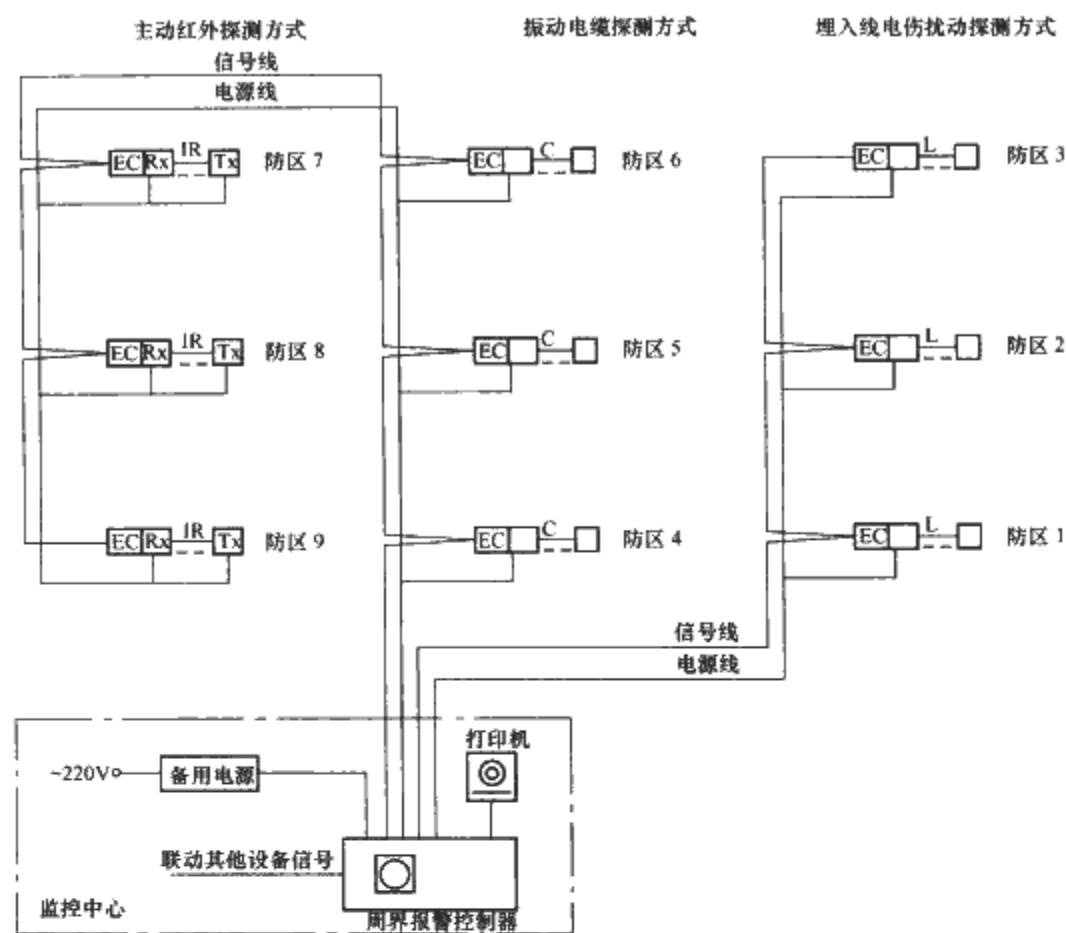 主动红外探测方式
振动电缆探测方式
埋入线电伤扰动探测方式
信号线
电源线
EC Rx IR Tx 防区 7
EC C 防区 6
EC L 防区 3
EC Rx IR Tx 防区 8
EC C 防区 5
EC L 防区 2
EC Rx IR Tx 防区 9
EC C 防区 4
EC L 防区 1
信号线
电源线
打印机
~220V
备用电源
联动其他设备信号
监控中心
周界报警控制器